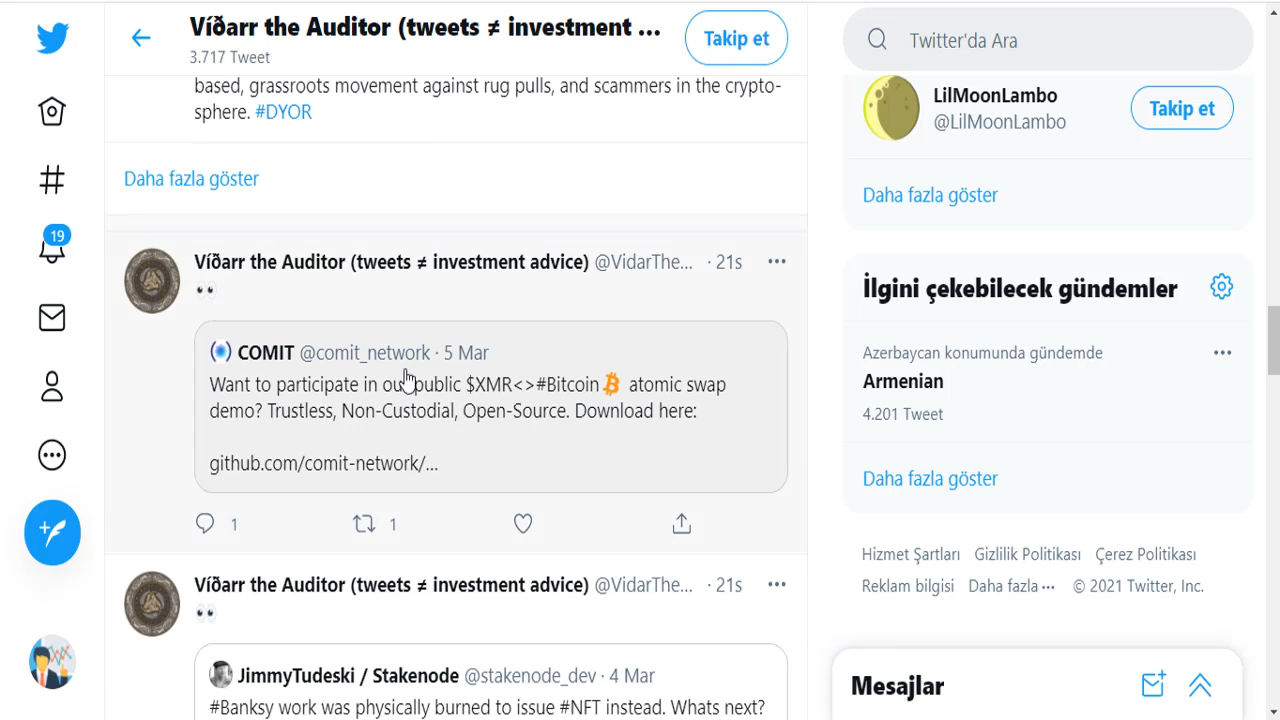 Víðarr the Auditor (tweets ≠ investment ...
3.717 Tweet
Takip et
based, grassroots movement against rug pulls, and scammers in the crypto-
sphere. #DYOR
Daha fazla göster
19
Víðarr the Auditor (tweets ≠ investment advice) @VidarThe... · 21s
COMIT @comit_network · 5 Mar
Want to participate in our public $XMR<>#Bitcoin atomic swap
demo? Trustless, Non-Custodial, Open-Source. Download here:
github.com/comit-network/...
1 1
Víðarr the Auditor (tweets ≠ investment advice) @VidarThe... · 21s
JimmyTudeski / Stakenode @stakenode_dev · 4 Mar
#Banksy work was physically burned to issue #NFT instead. Whats next?
Twitter'da Ara
LilMoonLambo
@LilMoonLambo
Takip et
Daha fazla göster
İlgini çekebilecek gündemler
Azerbaycan konumunda gündemde
Armenian
4.201 Tweet
Daha fazla göster
Hizmet Şartları Gizlilik Politikası Çerez Politikası
Reklam bilgisi Daha fazla ··· © 2021 Twitter, Inc.
Mesajlar